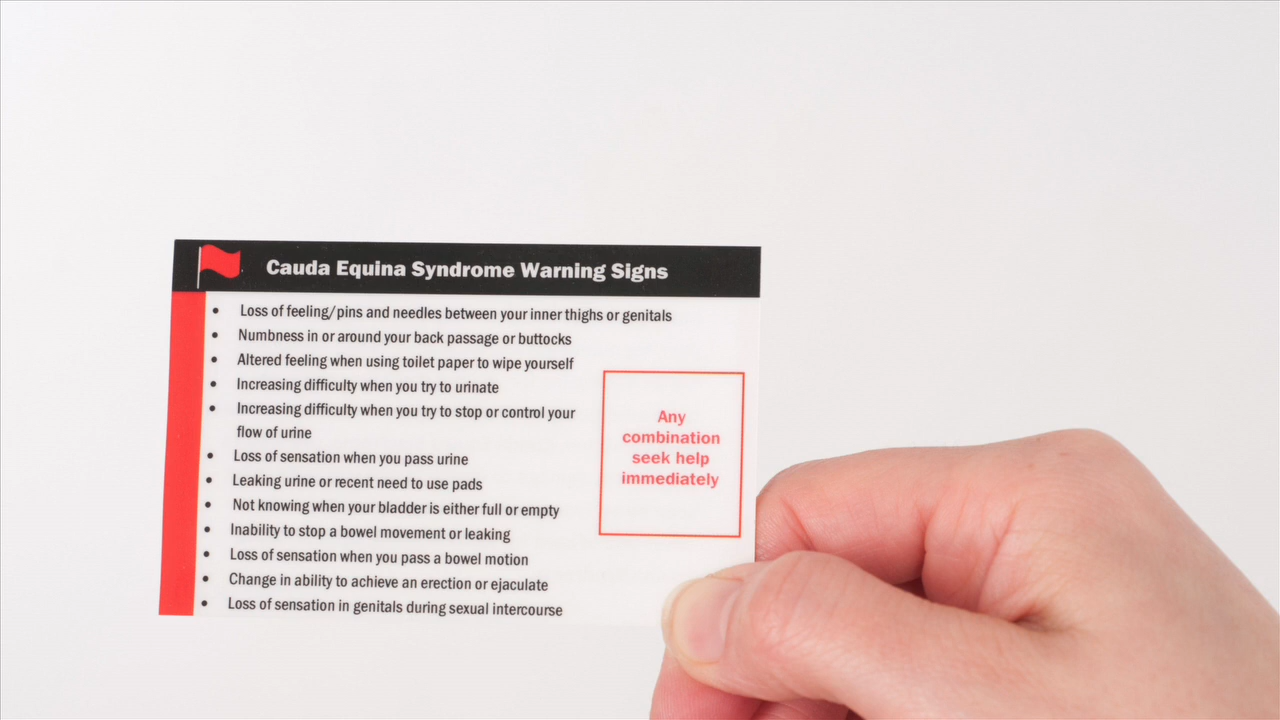 Cauda Equina Syndrome Warning Signs
• Loss of feeling/pins and needles between your inner thighs or genitals
• Numbness in or around your back passage or buttocks
• Altered feeling when using toilet paper to wipe yourself
• Increasing difficulty when you try to urinate
• Increasing difficulty when you try to stop or control your
flow of urine
• Loss of sensation when you pass urine
• Leaking urine or recent need to use pads
• Not knowing when your bladder is either full or empty
• Inability to stop a bowel movement or leaking
• Loss of sensation when you pass a bowel motion
• Change in ability to achieve an erection or ejaculate
• Loss of sensation in genitals during sexual intercourse
Any
combination
seek help
immediately